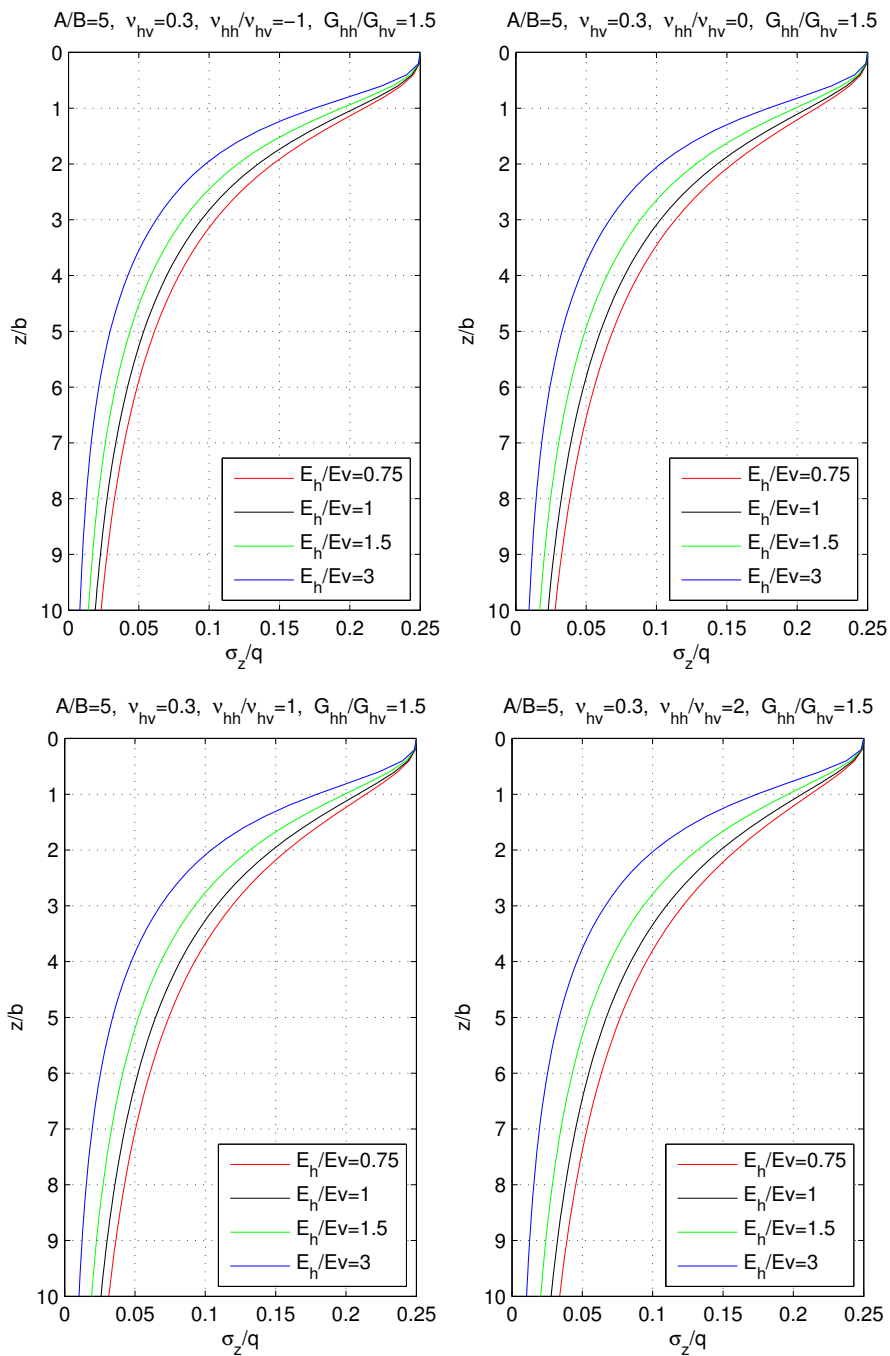 A/B=5, ν_hv=0.3, ν_hh/ν_hv=−1, G_hh/G_hv=1.5
0
1
2
3
4
5
6
7
8
9
10
z/b
0
0.05
0.1
0.15
0.2
0.25
σ_z/q
E_h/Ev=0.75
E_h/Ev=1
E_h/Ev=1.5
E_h/Ev=3
A/B=5, ν_hv=0.3, ν_hh/ν_hv=0, G_hh/G_hv=1.5
0
1
2
3
4
5
6
7
8
9
10
z/b
0
0.05
0.1
0.15
0.2
0.25
σ_z/q
E_h/Ev=0.75
E_h/Ev=1
E_h/Ev=1.5
E_h/Ev=3
A/B=5, ν_hv=0.3, ν_hh/ν_hv=1, G_hh/G_hv=1.5
0
1
2
3
4
5
6
7
8
9
10
z/b
0
0.05
0.1
0.15
0.2
0.25
σ_z/q
E_h/Ev=0.75
E_h/Ev=1
E_h/Ev=1.5
E_h/Ev=3
A/B=5, ν_hv=0.3, ν_hh/ν_hv=2, G_hh/G_hv=1.5
0
1
2
3
4
5
6
7
8
9
10
z/b
0
0.05
0.1
0.15
0.2
0.25
σ_z/q
E_h/Ev=0.75
E_h/Ev=1
E_h/Ev=1.5
E_h/Ev=3